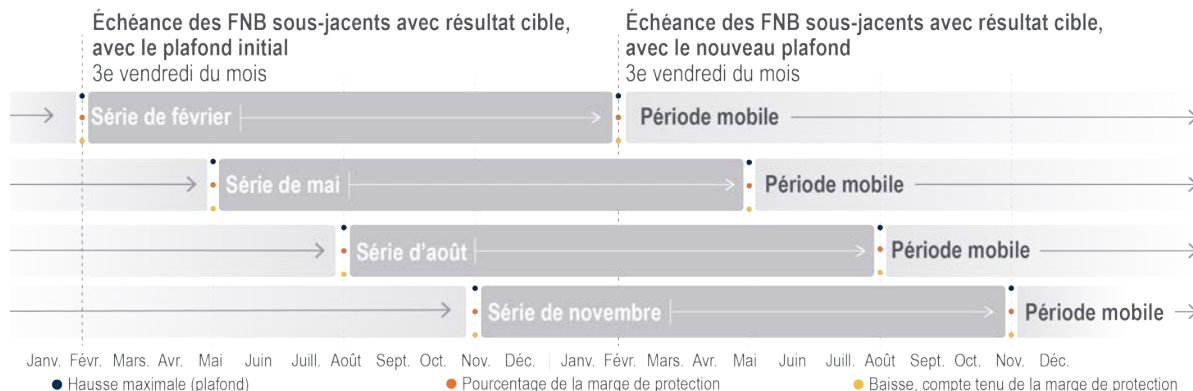 Échéance des FNB sous-jacents avec résultat cible,
avec le plafond initial
3e vendredi du mois
Échéance des FNB sous-jacents avec résultat cible,
avec le nouveau plafond
3e vendredi du mois
Série de février
Période mobile
Série de mai
Période mobile
Série d'août
Période mobile
Série de novembre
Période mobile
Janv. Févr. Mars. Avr. Mai Juin Juill. Août Sept. Oct. Nov. Déc. Janv. Févr. Mars. Avr. Mai Juin Juill. Août Sept. Oct. Nov. Déc.
Hausse maximale (plafond) Pourcentage de la marge de protection Baisse, compte tenu de la marge de protection